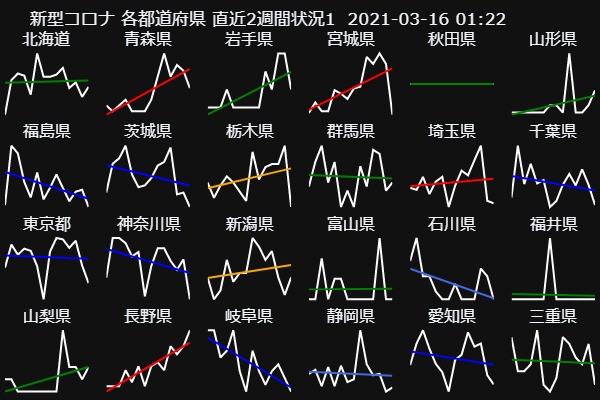 新型コロナ 各都道府県 直近2週間状況1 2021-03-16 01:22
北海道 青森県 岩手県 宮城県 秋田県 山形県
福島県 茨城県 栃木県 群馬県 埼玉県 千葉県
東京都 神奈川県 新潟県 富山県 石川県 福井県
山梨県 長野県 岐阜県 静岡県 愛知県 三重県